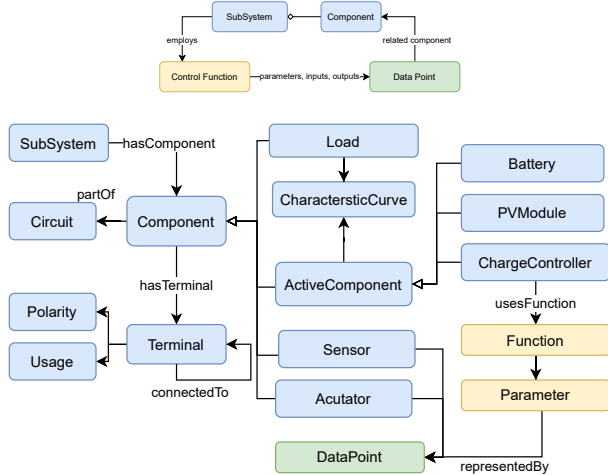 SubSystem
Component
employs
related component
Control Function
parameters, inputs, outputs
Data Point
SubSystem
hasComponent
Load
Battery
partOf
CharactersticCurve
PVModule
Circuit
Component
ChargeController
hasTerminal
ActiveComponent
usesFunction
Polarity
Terminal
Sensor
Function
Usage
connectedTo
Acutator
Parameter
DataPoint
representedBy